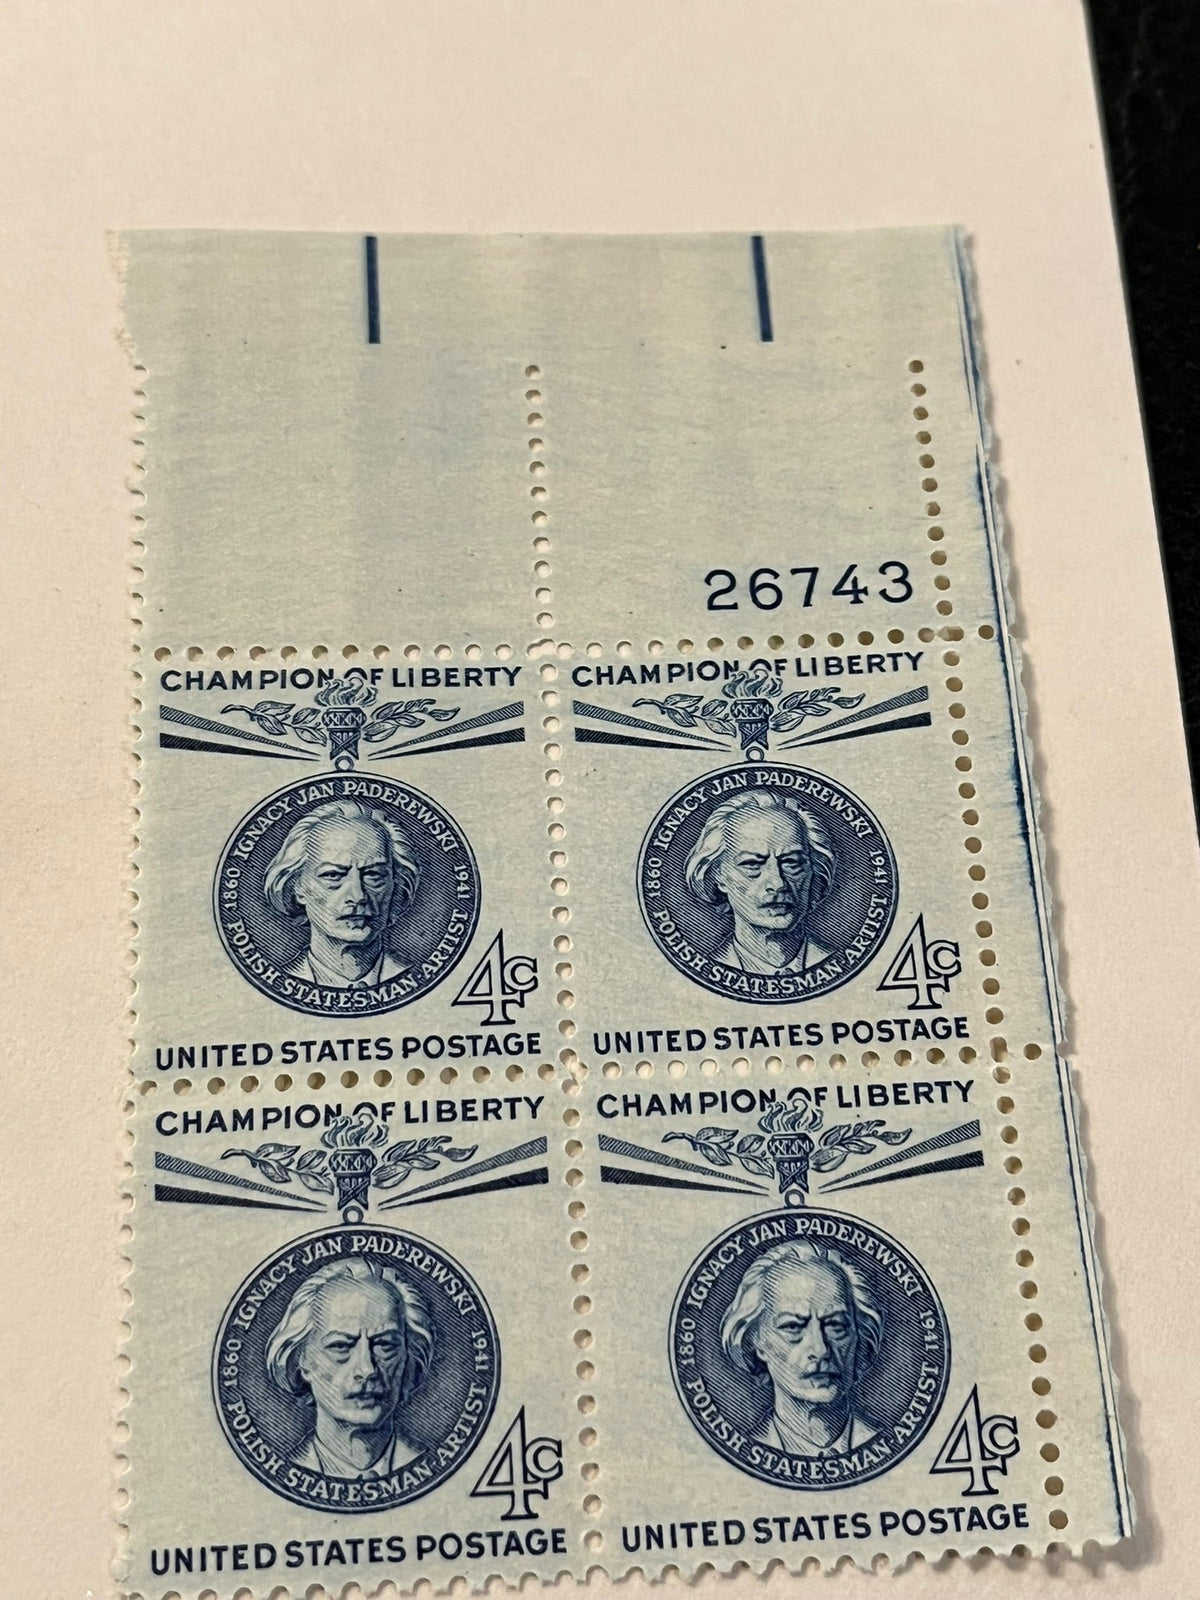 26743
CHAMPION OF LIBERTY
IGNACY JAN PADEREWSKI
1860 1941
POLISH STATESMAN-ARTIST
4c
UNITED STATES POSTAGE
CHAMPION OF LIBERTY
IGNACY JAN PADEREWSKI
1860 1941
POLISH STATESMAN-ARTIST
4c
UNITED STATES POSTAGE
CHAMPION OF LIBERTY
IGNACY JAN PADEREWSKI
1860 1941
POLISH STATESMAN-ARTIST
4c
UNITED STATES POSTAGE
CHAMPION OF LIBERTY
IGNACY JAN PADEREWSKI
1860 1941
POLISH STATESMAN-ARTIST
4c
UNITED STATES POSTAGE